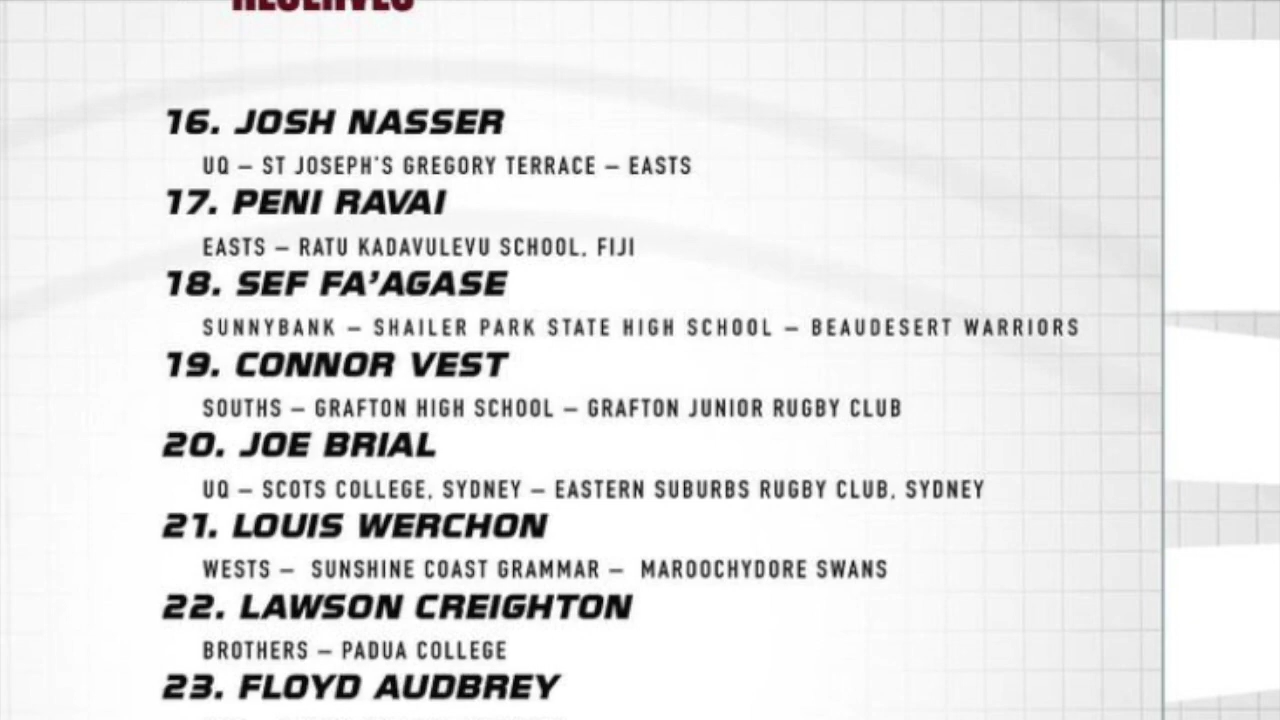 RESERVES
16. JOSH NASSER
UQ – ST JOSEPH'S GREGORY TERRACE – EASTS
17. PENI RAVAI
EASTS – RATU KADAVULEVU SCHOOL, FIJI
18. SEF FA'AGASE
SUNNYBANK – SHAILER PARK STATE HIGH SCHOOL – BEAUDESERT WARRIORS
19. CONNOR VEST
SOUTHS – GRAFTON HIGH SCHOOL – GRAFTON JUNIOR RUGBY CLUB
20. JOE BRIAL
UQ – SCOTS COLLEGE, SYDNEY – EASTERN SUBURBS RUGBY CLUB, SYDNEY
21. LOUIS WERCHON
WESTS – SUNSHINE COAST GRAMMAR – MAROOCHYDORE SWANS
22. LAWSON CREIGHTON
BROTHERS – PADUA COLLEGE
23. FLOYD AUDBREY